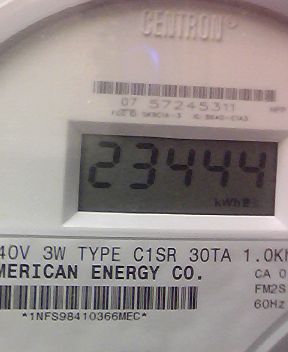 CENTRON®
07 57245311
23444
kWh
40V 3W TYPE C1SR 30TA 1.0K
MERICAN ENERGY CO.
CA 0
FM2S
60Hz
*1NFS98410366MEC*